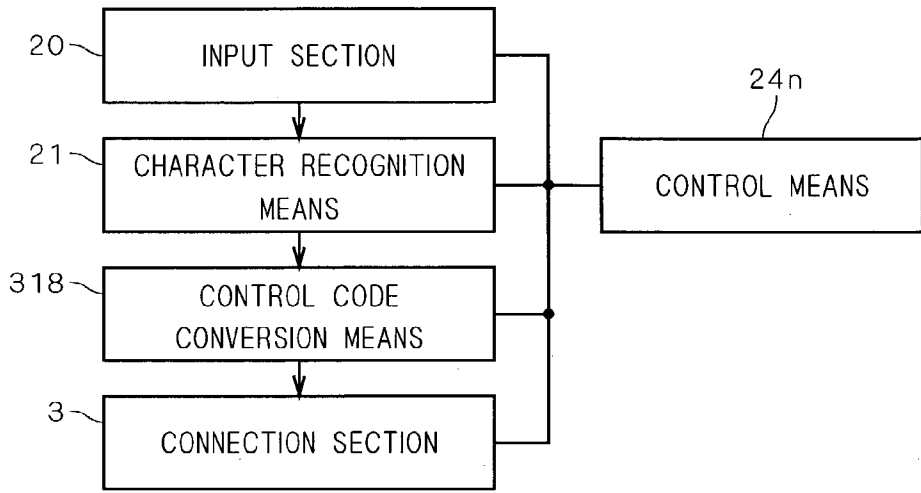 20
INPUT SECTION
24n
21
CHARACTER RECOGNITION
MEANS
CONTROL MEANS
318
CONTROL CODE
CONVERSION MEANS
3
CONNECTION SECTION